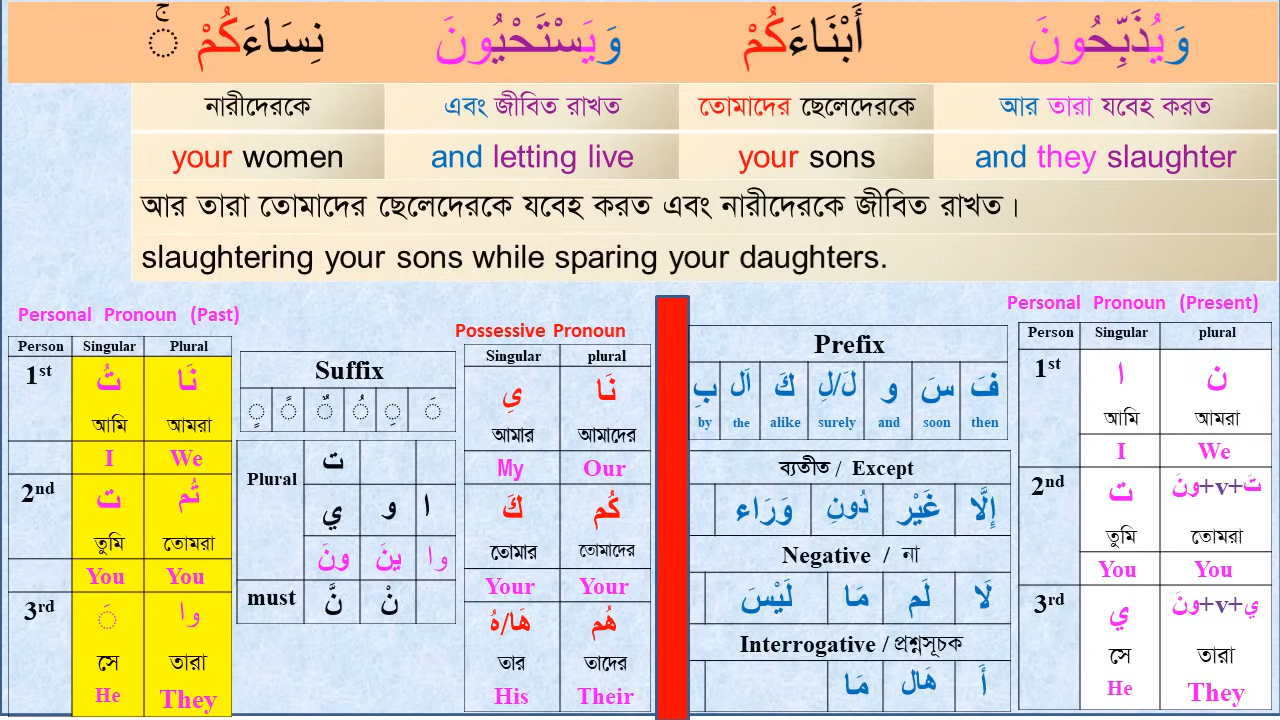 وَيُذَبِّحُونَ أَبْنَاءَكُمْ وَيَسْتَحْيُونَ نِسَاءَكُمْ ۚ
নারীদেরকে এবং জীবিত রাখত তোমাদের ছেলেদেরকে আর তারা যবেহ করত
your women and letting live your sons and they slaughter
আর তারা তোমাদের ছেলেদেরকে যবেহ করত এবং নারীদেরকে জীবিত রাখত।
slaughtering your sons while sparing your daughters.
Personal Pronoun (Past)
Person Singular Plural
1st تُ نَا
আমি আমরা
I We
2nd ت تُم
তুমি তোমরা
You You
3rd َ وا
সে তারা
He They
Suffix
ٍ ً ٌ ُ ِ َ
Plural ت
ي و ا
ونَ ينَ وا
must نَّ نْ
Possessive Pronoun
Singular plural
يِ نَا
আমার আমাদের
My Our
كَ كُم
তোমার তোমাদের
Your Your
هَا/هُ هُم
তার তাদের
His Their
Prefix
بِ اَل كَ لَ/لِ و سَ فَ
by the alike surely and soon then
ব্যতীত / Except
وَرَاء دُونِ غَيْر إِلَّا
Negative / না
لَيْسَ مَا لَم لَا
Interrogative / প্রশ্নসূচক
مَا هَال أَ
Personal Pronoun (Present)
Person Singular plural
1st ا ن
আমি আমরা
I We
2nd ت تَ+v+ونَ
তুমি তোমরা
You You
3rd ي ي+v+ونَ
সে তারা
He They